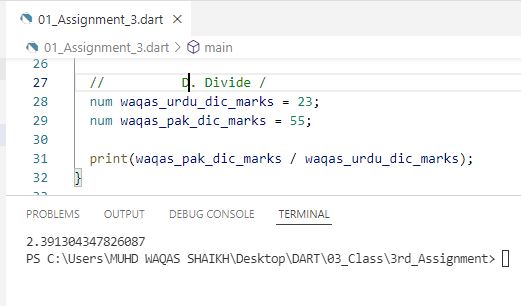 01_Assignment_3.dart
01_Assignment_3.dart > main
26
27 // D. Divide /
28 num waqas_urdu_dic_marks = 23;
29 num waqas_pak_dic_marks = 55;
30
31 print(waqas_pak_dic_marks / waqas_urdu_dic_marks);
32 }
33
PROBLEMS OUTPUT DEBUG CONSOLE TERMINAL
2.391304347826087
PS C:\Users\MUHD WAQAS SHAIKH\Desktop\DART\03_Class\3rd_Assignment>